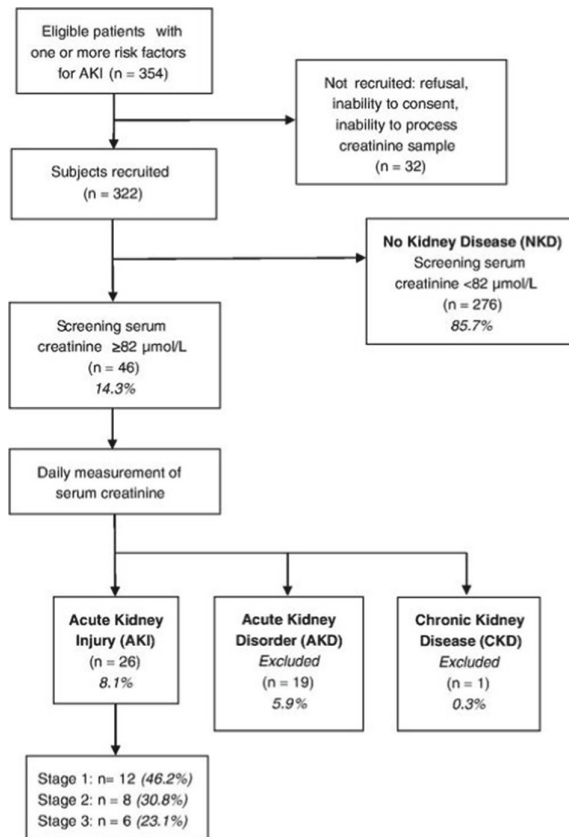 Eligible patients with
one or more risk factors
for AKI (n = 354)
Not recruited: refusal,
inability to consent,
inability to process
creatinine sample
(n = 32)
Subjects recruited
(n = 322)
No Kidney Disease (NKD)
Screening serum
creatinine <82 µmol/L
(n = 276)
85.7%
Screening serum
creatinine ≥82 µmol/L
(n = 46)
14.3%
Daily measurement of
serum creatinine
Acute Kidney
Injury (AKI)
(n = 26)
8.1%
Acute Kidney
Disorder (AKD)
Excluded
(n = 19)
5.9%
Chronic Kidney
Disease (CKD)
Excluded
(n = 1)
0.3%
Stage 1: n= 12 (46.2%)
Stage 2: n = 8 (30.8%)
Stage 3: n = 6 (23.1%)